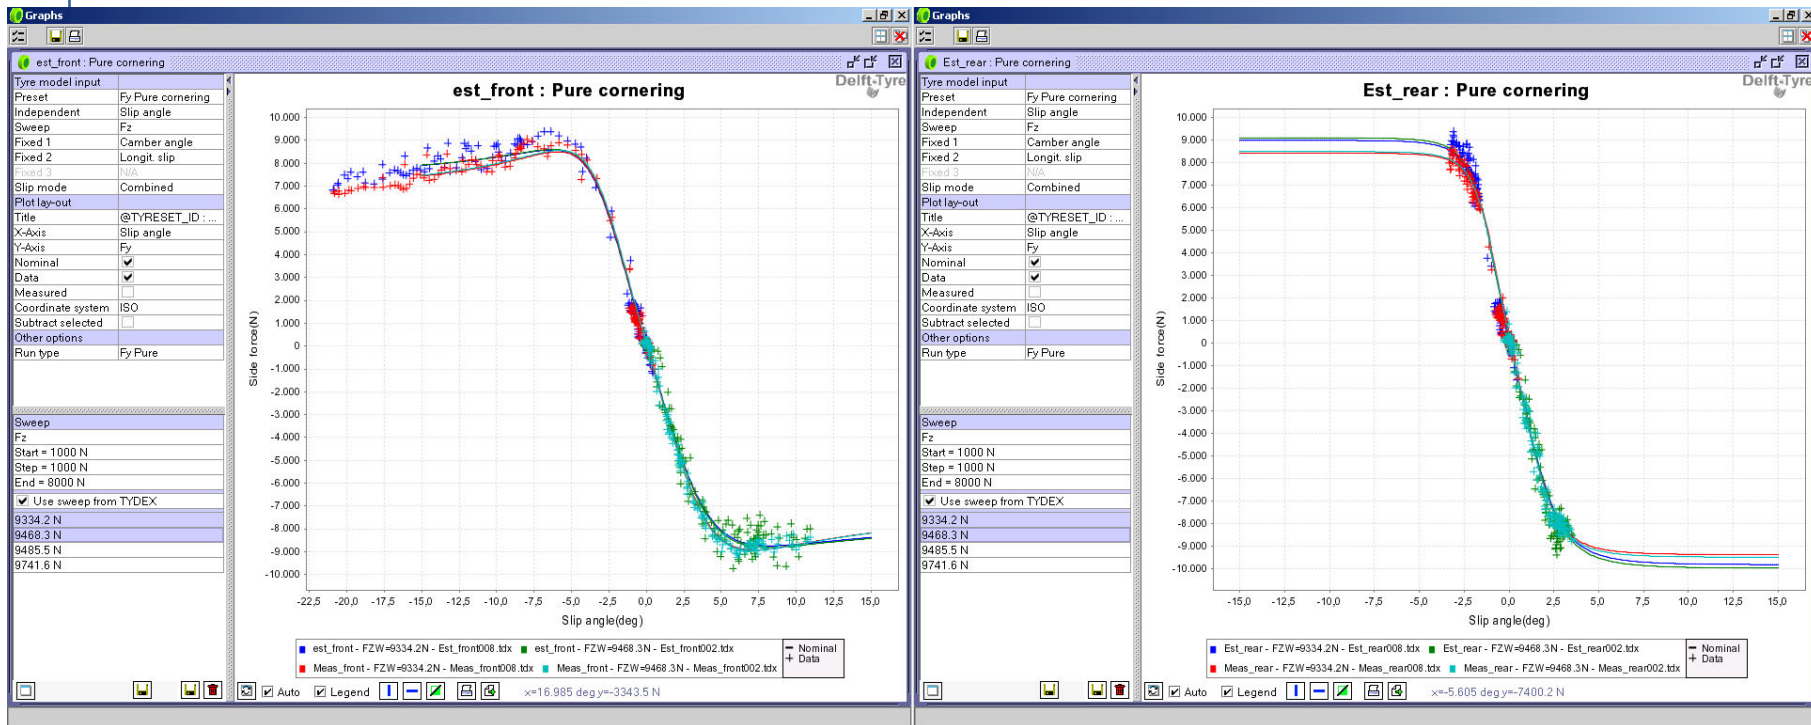 Graphs
est_front : Pure cornering
Tyre model input
Preset Fy Pure cornering
Independent Slip angle
Sweep Fz
Fixed 1 Camber angle
Fixed 2 Longit. slip
Fixed 3 N/A
Slip mode Combined
Plot lay-out
Title @TYRESET_ID : ...
X-Axis Slip angle
Y-Axis Fy
Nominal
Data
Measured
Coordinate system ISO
Subtract selected
Other options
Run type Fy Pure
Sweep
Fz
Start = 1000 N
Step = 1000 N
End = 8000 N
Use sweep from TYDEX
9334.2 N
9468.3 N
9485.5 N
9741.6 N
est_front : Pure cornering
Delft-Tyre
Side force(N)
10.000
9.000
8.000
7.000
6.000
5.000
4.000
3.000
2.000
1.000
0
-1.000
-2.000
-3.000
-4.000
-5.000
-6.000
-7.000
-8.000
-9.000
-10.000
-22,5 -20,0 -17,5 -15,0 -12,5 -10,0 -7,5 -5,0 -2,5 0,0 2,5 5,0 7,5 10,0 12,5 15,0
Slip angle(deg)
est_front - FZW=9334.2N - Est_front008.tdx est_front - FZW=9468.3N - Est_front002.tdx Nominal
Meas_front - FZW=9334.2N - Meas_front008.tdx Meas_front - FZW=9468.3N - Meas_front002.tdx Data
Auto Legend x=16.985 deg y=-3343.5 N
Graphs
Est_rear : Pure cornering
Tyre model input
Preset Fy Pure cornering
Independent Slip angle
Sweep Fz
Fixed 1 Camber angle
Fixed 2 Longit. slip
Fixed 3 N/A
Slip mode Combined
Plot lay-out
Title @TYRESET_ID : ...
X-Axis Slip angle
Y-Axis Fy
Nominal
Data
Measured
Coordinate system ISO
Subtract selected
Other options
Run type Fy Pure
Sweep
Fz
Start = 1000 N
Step = 1000 N
End = 8000 N
Use sweep from TYDEX
9334.2 N
9468.3 N
9485.5 N
9741.6 N
Est_rear : Pure cornering
Delft-Tyre
Side force(N)
10.000
9.000
8.000
7.000
6.000
5.000
4.000
3.000
2.000
1.000
0
-1.000
-2.000
-3.000
-4.000
-5.000
-6.000
-7.000
-8.000
-9.000
-10.000
-15,0 -12,5 -10,0 -7,5 -5,0 -2,5 0,0 2,5 5,0 7,5 10,0 12,5 15,0
Slip angle(deg)
Est_rear - FZW=9334.2N - Est_rear008.tdx Est_rear - FZW=9468.3N - Est_rear002.tdx Nominal
Meas_rear - FZW=9334.2N - Meas_rear008.tdx Meas_rear - FZW=9468.3N - Meas_rear002.tdx Data
Auto Legend x=-5.605 deg y=-7400.2 N